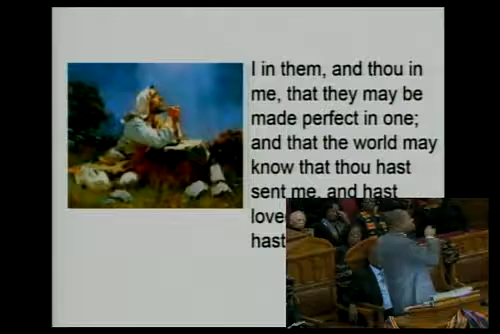 I in them, and thou in
me, that they may be
made perfect in one;
and that the world may
know that thou hast
sent me, and hast
love
hast